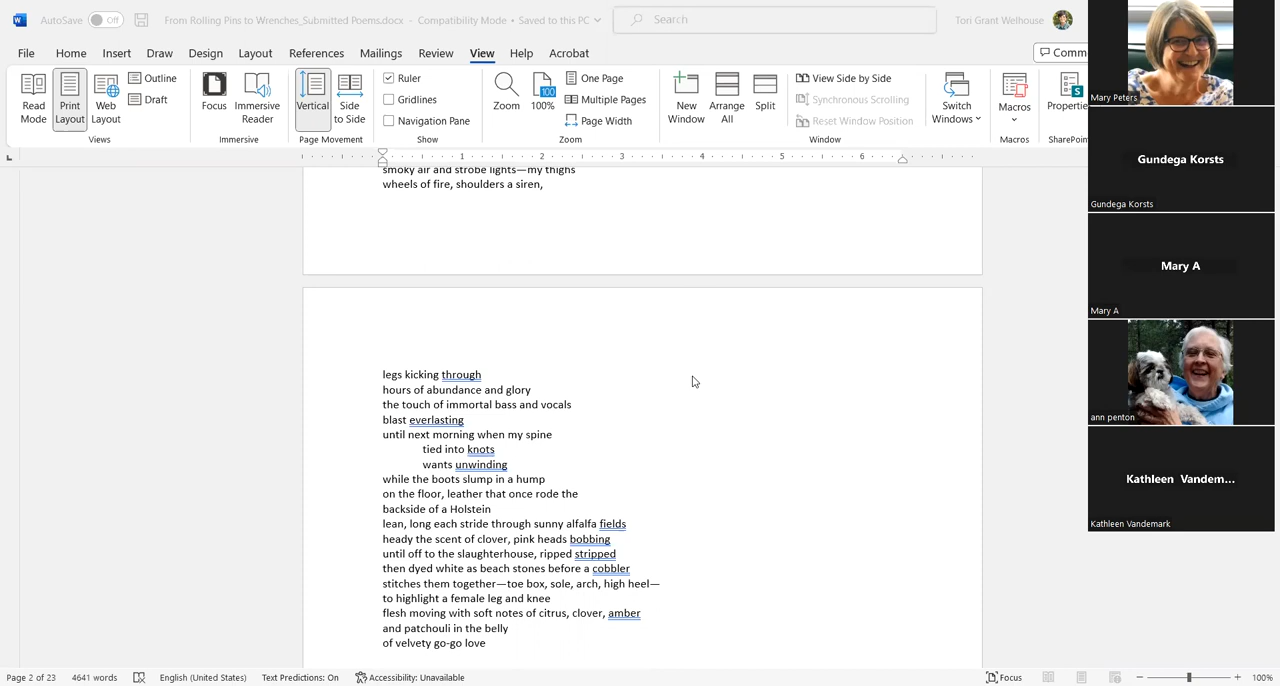 AutoSave Off From Rolling Pins to Wrenches_Submitted Poems.docx - Compatibility Mode • Saved to this PC Search Tori Grant Welhouse
File Home Insert Draw Design Layout References Mailings Review View Help Acrobat Comm
Read Mode
Print Layout
Web Layout
Outline
Draft
Views
Focus
Immersive Reader
Immersive
Vertical
Side to Side
Page Movement
Ruler
Gridlines
Navigation Pane
Show
Zoom
100
100%
One Page
Multiple Pages
Page Width
Zoom
New Window
Arrange All
Split
View Side by Side
Synchronous Scrolling
Reset Window Position
Window
Switch Windows
Macros
Macros
Properti
SharePoi
1 2 3 4 5 6
smoky air and strobe lights—my thighs
wheels of fire, shoulders a siren,
legs kicking through
hours of abundance and glory
the touch of immortal bass and vocals
blast everlasting
until next morning when my spine
tied into knots
wants unwinding
while the boots slump in a hump
on the floor, leather that once rode the
backside of a Holstein
lean, long each stride through sunny alfalfa fields
heady the scent of clover, pink heads bobbing
until off to the slaughterhouse, ripped stripped
then dyed white as beach stones before a cobbler
stitches them together—toe box, sole, arch, high heel—
to highlight a female leg and knee
flesh moving with soft notes of citrus, clover, amber
and patchouli in the belly
of velvety go-go love
Mary Peters
Gundega Korsts
Gundega Korsts
Mary A
Mary A
ann penton
Kathleen Vandem...
Kathleen Vandemark
Page 2 of 23 4641 words English (United States) Text Predictions: On Accessibility: Unavailable Focus 100%